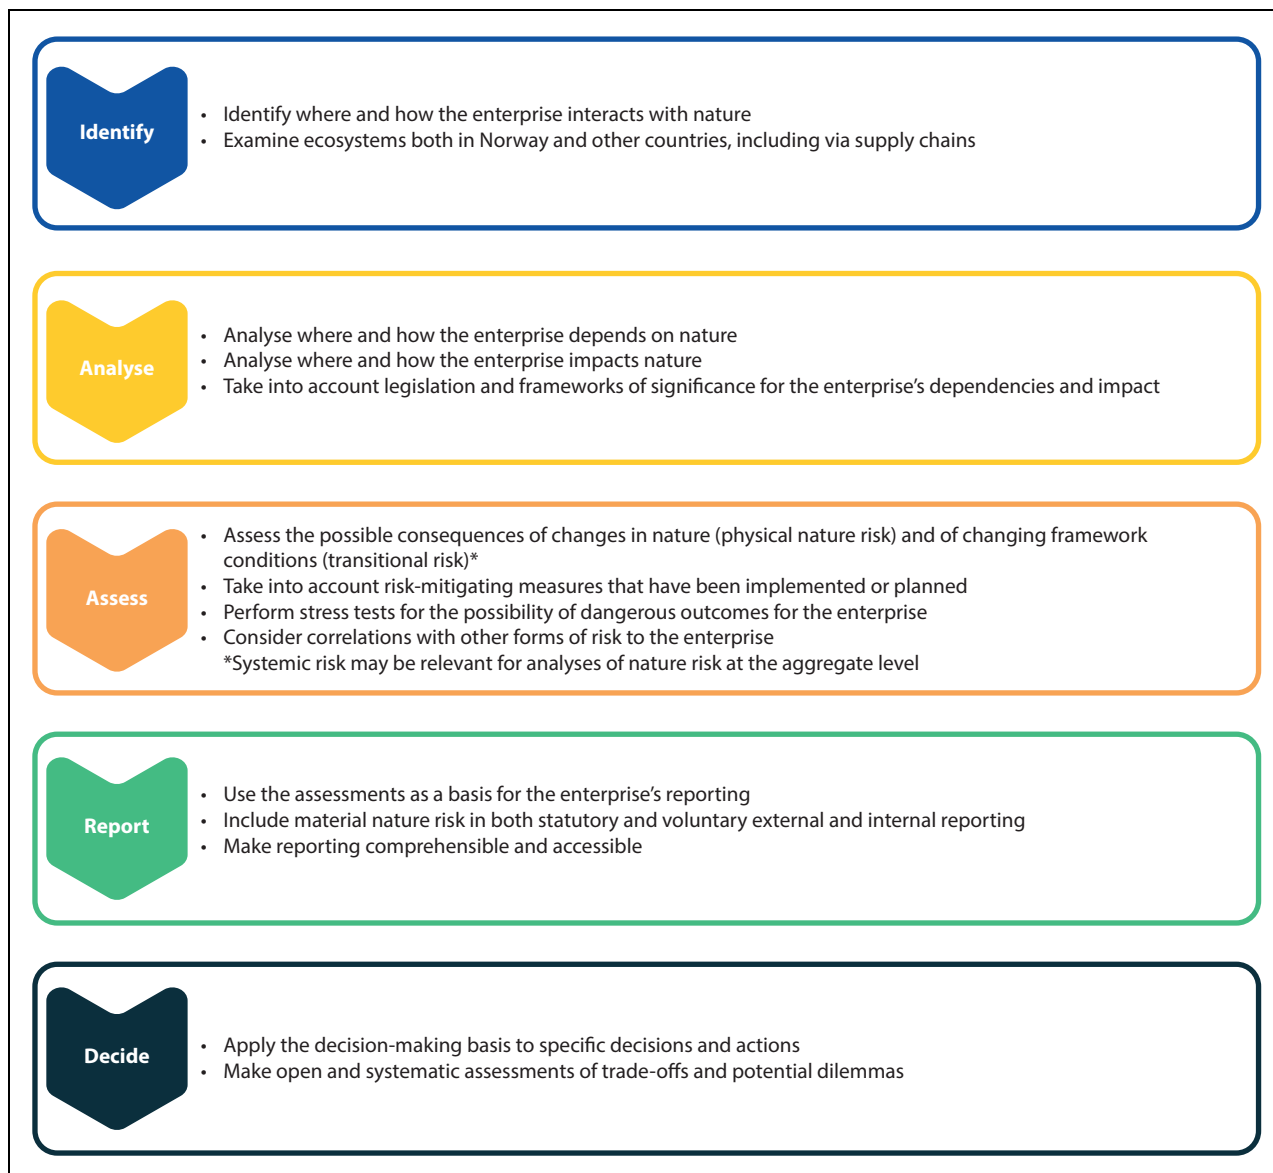 Identify
• Identify where and how the enterprise interacts with nature
• Examine ecosystems both in Norway and other countries, including via supply chains
Analyse
• Analyse where and how the enterprise depends on nature
• Analyse where and how the enterprise impacts nature
• Take into account legislation and frameworks of significance for the enterprise’s dependencies and impact
Assess
• Assess the possible consequences of changes in nature (physical nature risk) and of changing framework
conditions (transitional risk)*
• Take into account risk-mitigating measures that have been implemented or planned
• Perform stress tests for the possibility of dangerous outcomes for the enterprise
• Consider correlations with other forms of risk to the enterprise
*Systemic risk may be relevant for analyses of nature risk at the aggregate level
Report
• Use the assessments as a basis for the enterprise’s reporting
• Include material nature risk in both statutory and voluntary external and internal reporting
• Make reporting comprehensible and accessible
Decide
• Apply the decision-making basis to specific decisions and actions
• Make open and systematic assessments of trade-offs and potential dilemmas